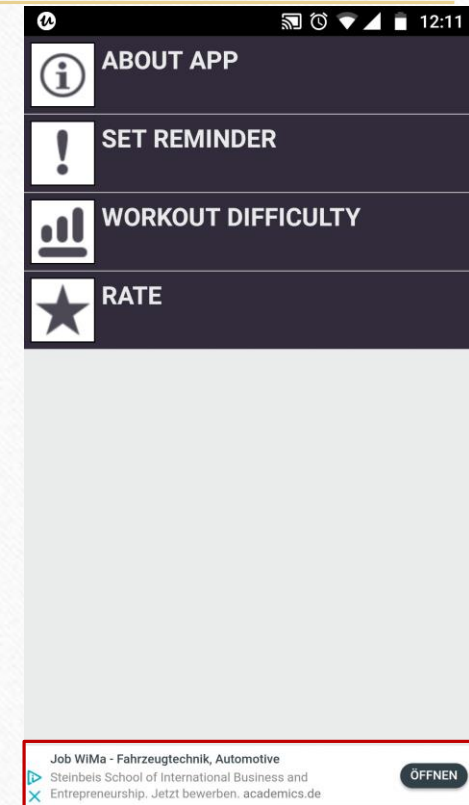 12:11
ABOUT APP
SET REMINDER
WORKOUT DIFFICULTY
RATE
Job WiMa - Fahrzeugtechnik, Automotive
Steinbeis School of International Business and
Entrepreneurship. Jetzt bewerben. academics.de
ÖFFNEN